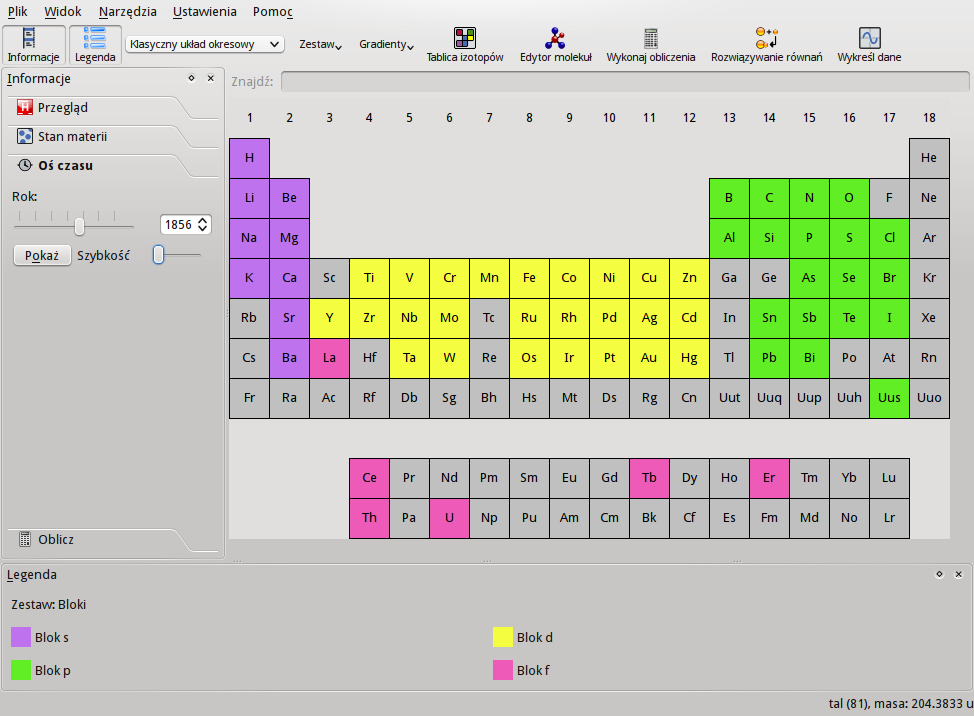 Plik Widok Narzędzia Ustawienia Pomoc
Informacje Legenda Klasyczny układ okresowy Zestaw Gradienty Tablica izotopów Edytor molekuł Wykonaj obliczenia Rozwiązywanie równań Wykreśl dane
Informacje
Przegląd
Stan materii
Oś czasu
Rok:
1856
Pokaż Szybkość
Oblicz
Znajdź:
1 2 3 4 5 6 7 8 9 10 11 12 13 14 15 16 17 18
H He
Li Be B C N O F Ne
Na Mg Al Si P S Cl Ar
K Ca Sc Ti V Cr Mn Fe Co Ni Cu Zn Ga Ge As Se Br Kr
Rb Sr Y Zr Nb Mo Tc Ru Rh Pd Ag Cd In Sn Sb Te I Xe
Cs Ba La Hf Ta W Re Os Ir Pt Au Hg Tl Pb Bi Po At Rn
Fr Ra Ac Rf Db Sg Bh Hs Mt Ds Rg Cn Uut Uuq Uup Uuh Uus Uuo
Ce Pr Nd Pm Sm Eu Gd Tb Dy Ho Er Tm Yb Lu
Th Pa U Np Pu Am Cm Bk Cf Es Fm Md No Lr
Legenda
Zestaw: Bloki
Blok s Blok d
Blok p Blok f
tal (81), masa: 204.3833 u